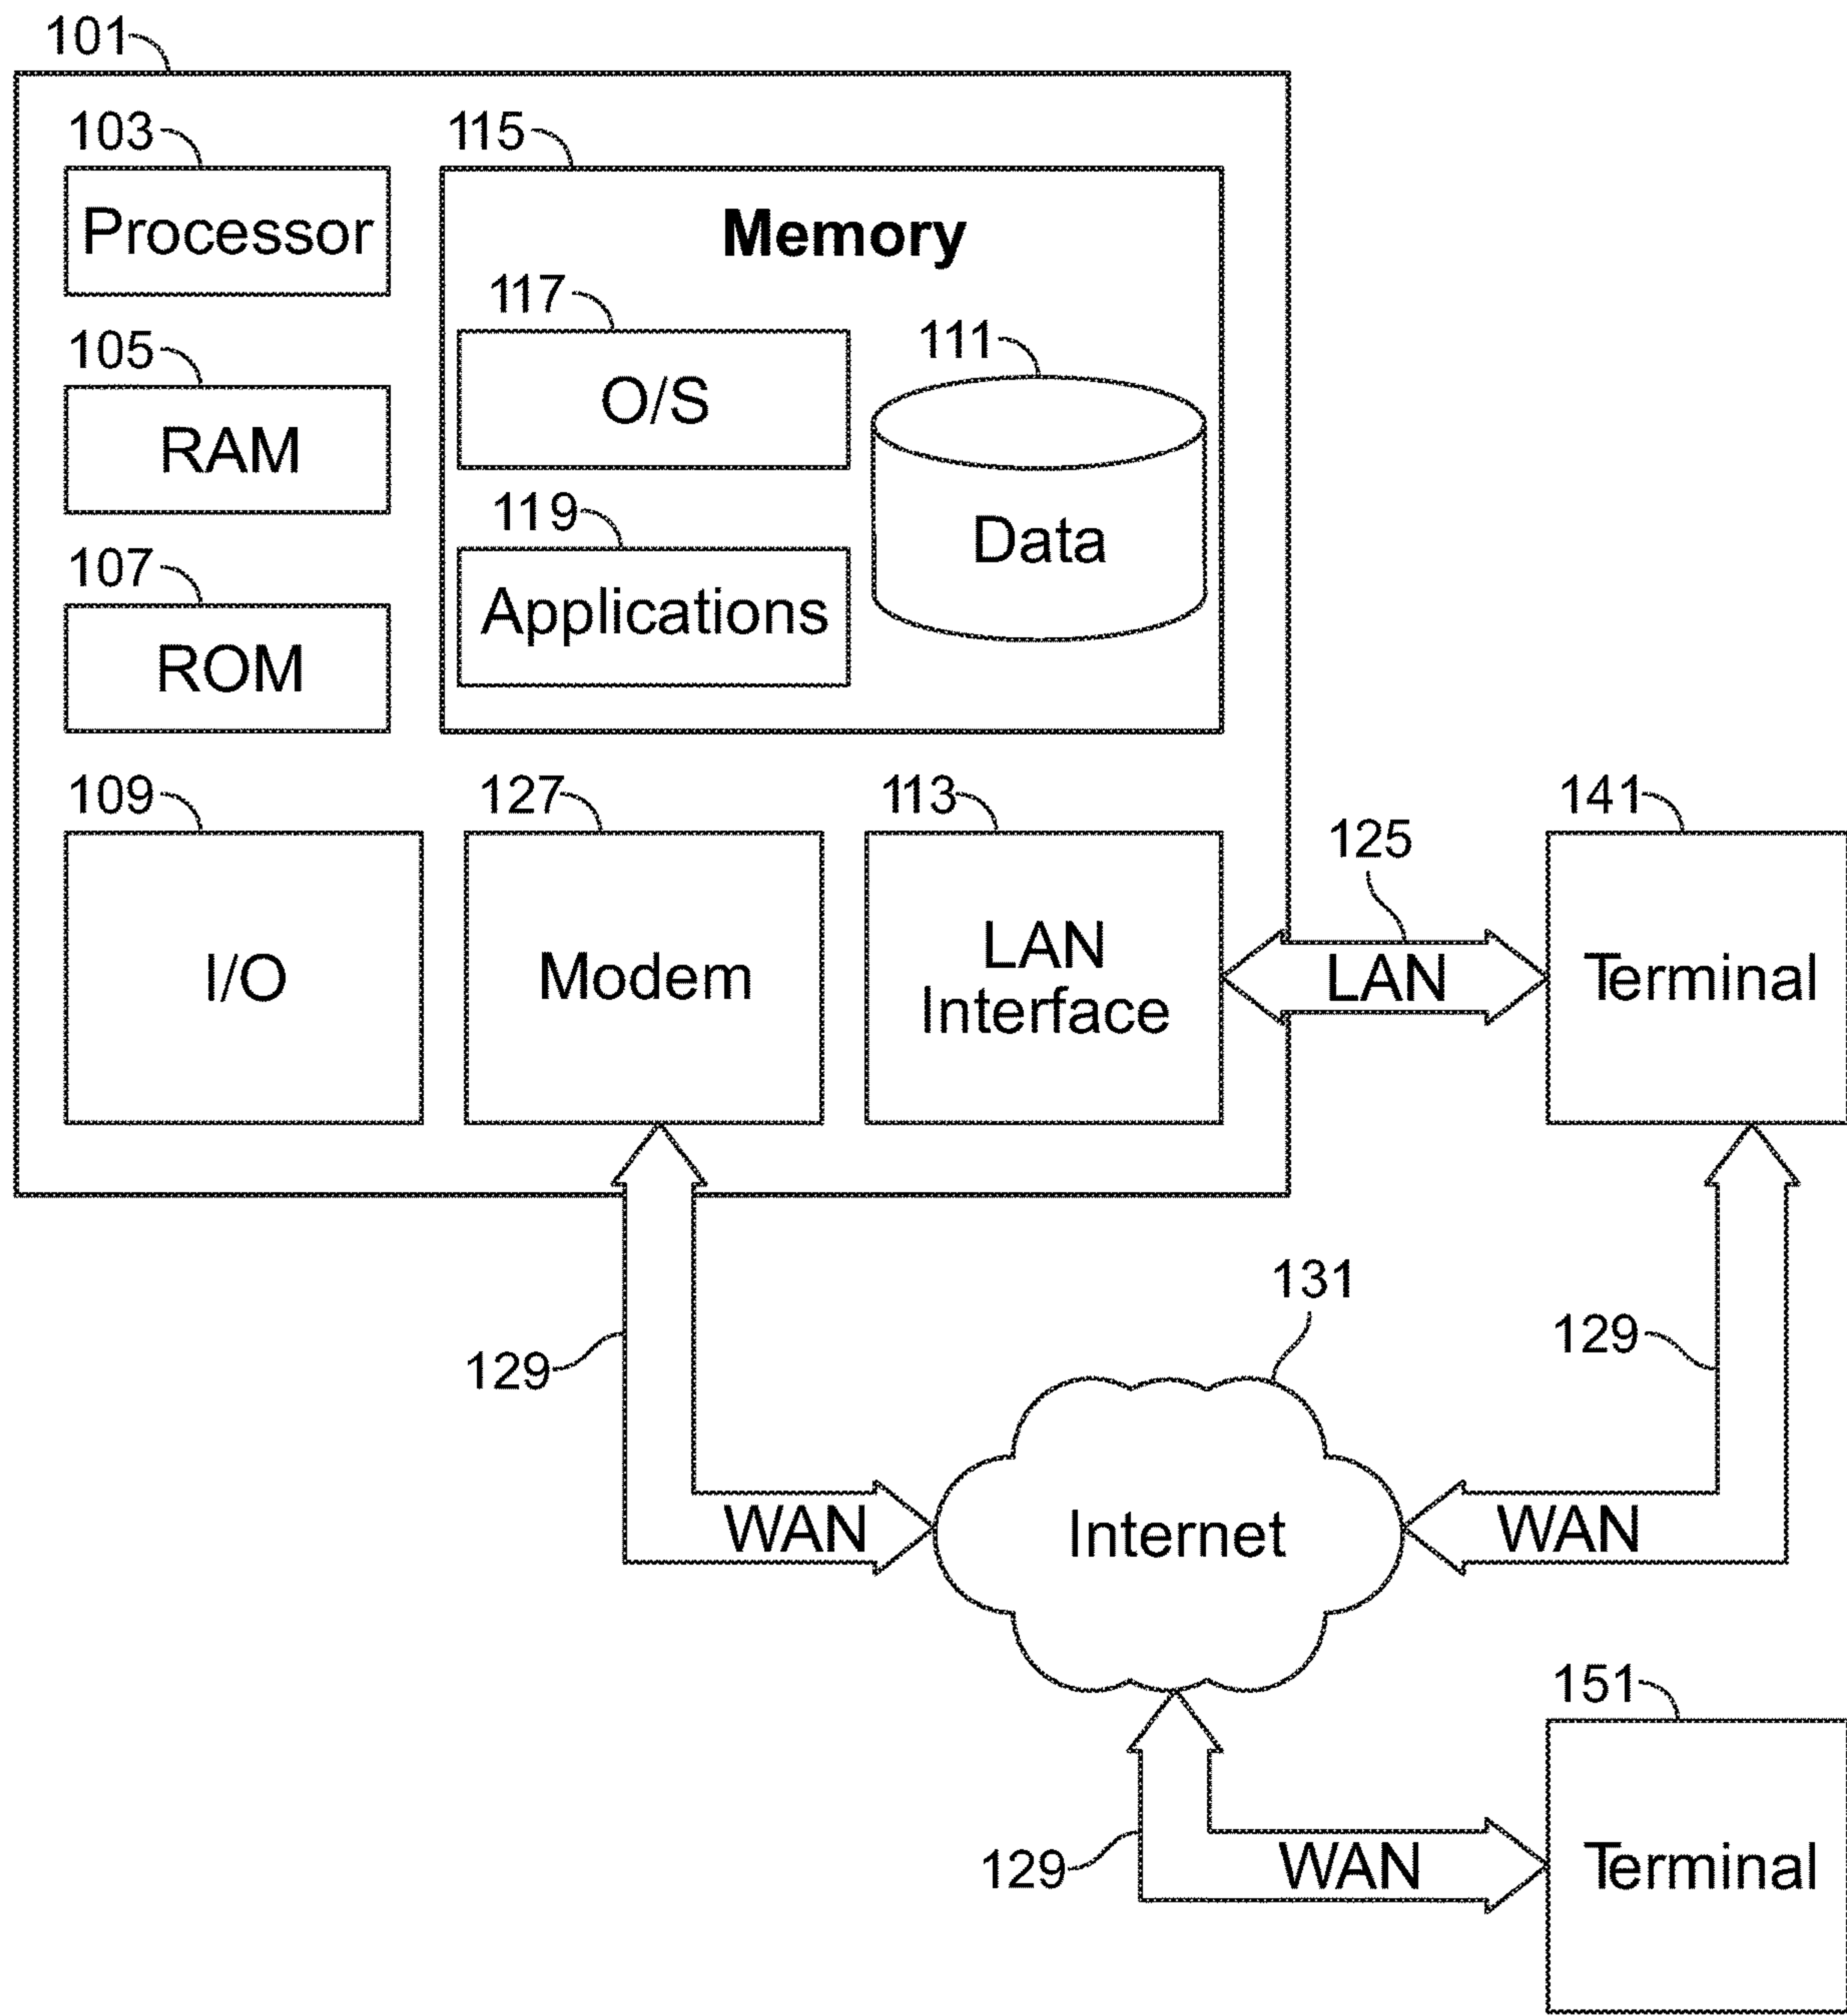 101
103
Processor
115
Memory
117
O/S
111
Data
105
RAM
119
Applications
107
ROM
109
I/O
127
Modem
113
LAN
Interface
125
LAN
141
Terminal
129
WAN
131
Internet
129
WAN
129
WAN
151
Terminal